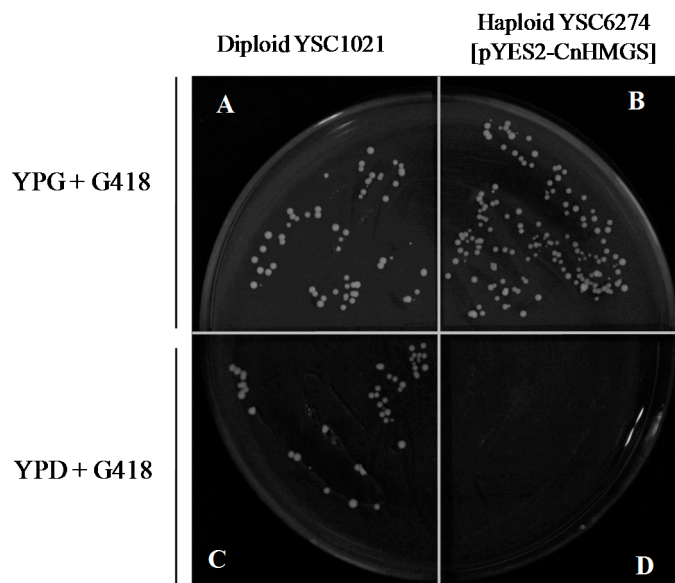 Diploid YSC1021
Haploid YSC6274
[pYES2-CnHMGS]
A
B
YPG + G418
YPD + G418
C
D